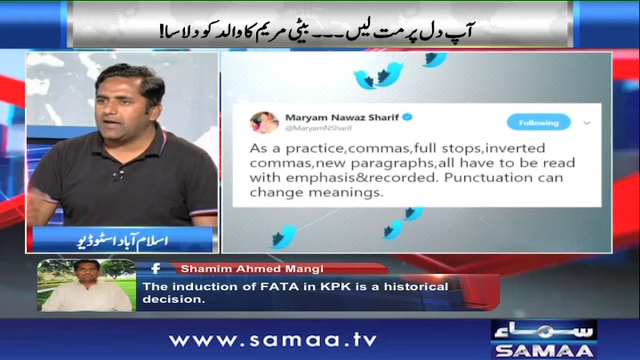 آپ دل پر مت لیں۔۔۔ بیٹی مریم کا والد کو دلاسا!
Maryam Nawaz Sharif
@MaryamNSharif
Following
As a practice,commas,full stops,inverted
commas,new paragraphs,all have to be read
with emphasis&recorded. Punctuation can
change meanings.
اسلام آباد اسٹوڈیو
f Shamim Ahmed Mangi
The induction of FATA in KPK is a historical
decision.
www.samaa.tv
سماء
SAMAA